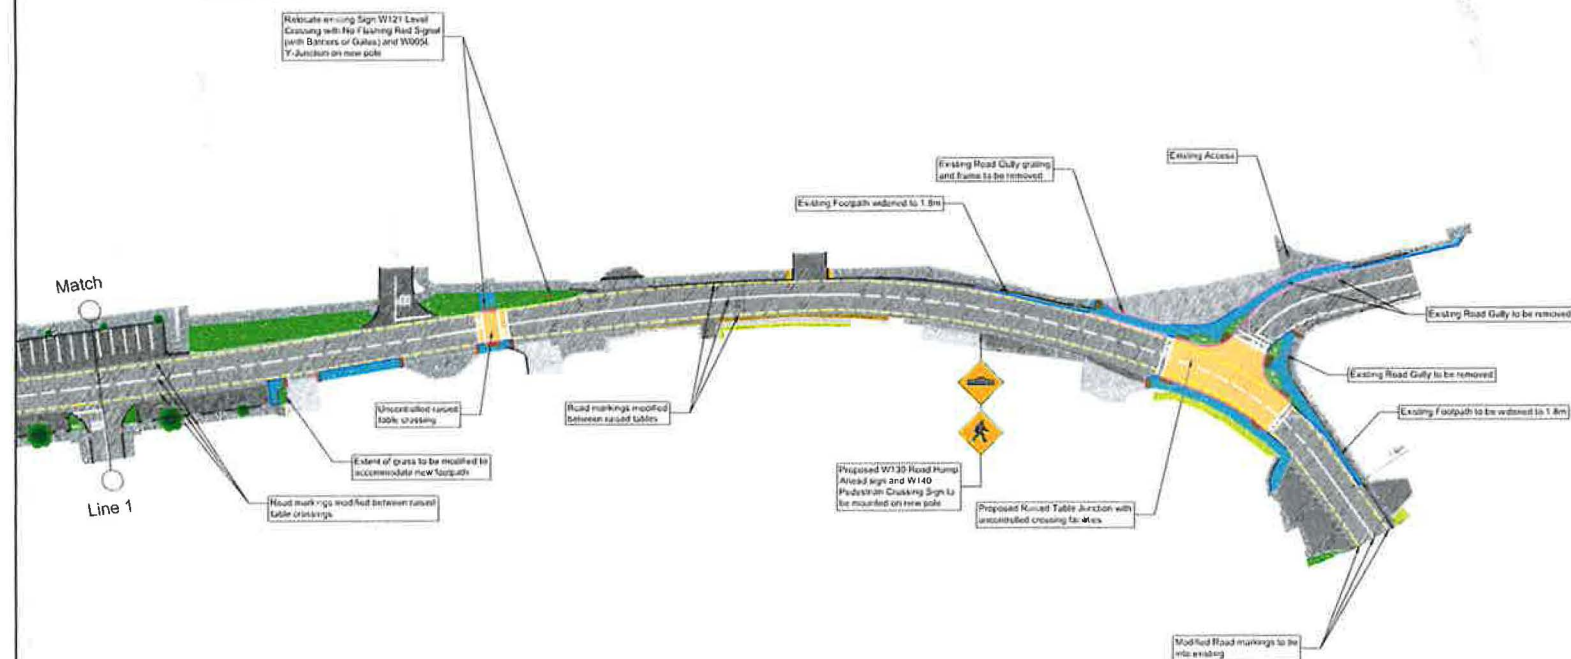 Relocate existing Sign W121 Level
Crossing with No Flashing Red Signal
(with Barriers or Gates) and W005L
Y-Junction on new pole
Existing Road Gully grating
and frame to be removed
Existing Access
Existing Footpath widened to 1.8m
Match
Existing Road Gully to be removed
Existing Road Gully to be removed
Existing Footpath to be widened to 1.8m
Uncontrolled raised
table crossing
Road markings modified
between raised tables
Extent of grass to be modified to
accommodate new footpath
Proposed W130 Road Hump
Ahead sign and W140
Pedestrian Crossing Sign to
be mounted on new pole
Line 1
Road markings modified between raised
table crossings
Proposed Raised Table Junction with
uncontrolled crossing facilities
Modified Road markings to tie
into existing